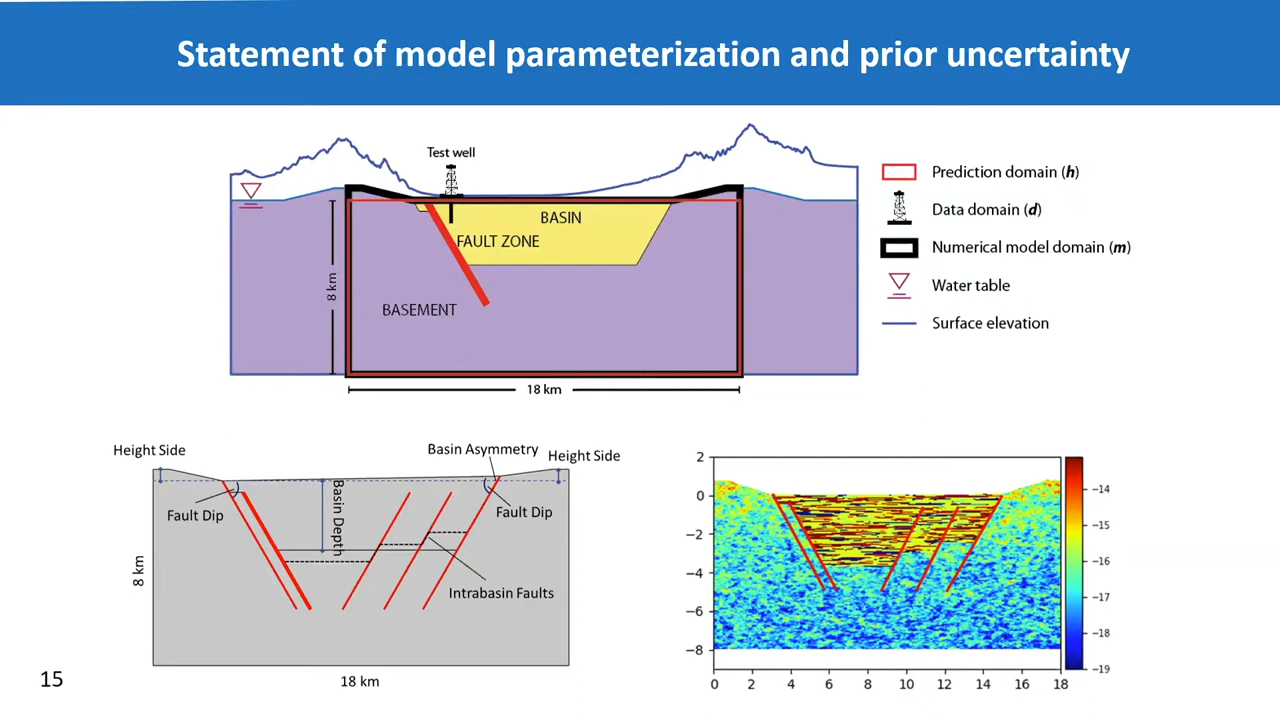 Statement of model parameterization and prior uncertainty
Test well
BASIN
FAULT ZONE
BASEMENT
8 km
18 km
Prediction domain (h)
Data domain (d)
Numerical model domain (m)
Water table
Surface elevation
Height Side
Basin Asymmetry
Height Side
Fault Dip
Basin Depth
Fault Dip
Intrabasin Faults
8 km
18 km
2
0
−2
−4
−6
−8
0 2 4 6 8 10 12 14 16 18
−14
−15
−16
−17
−18
−19
15